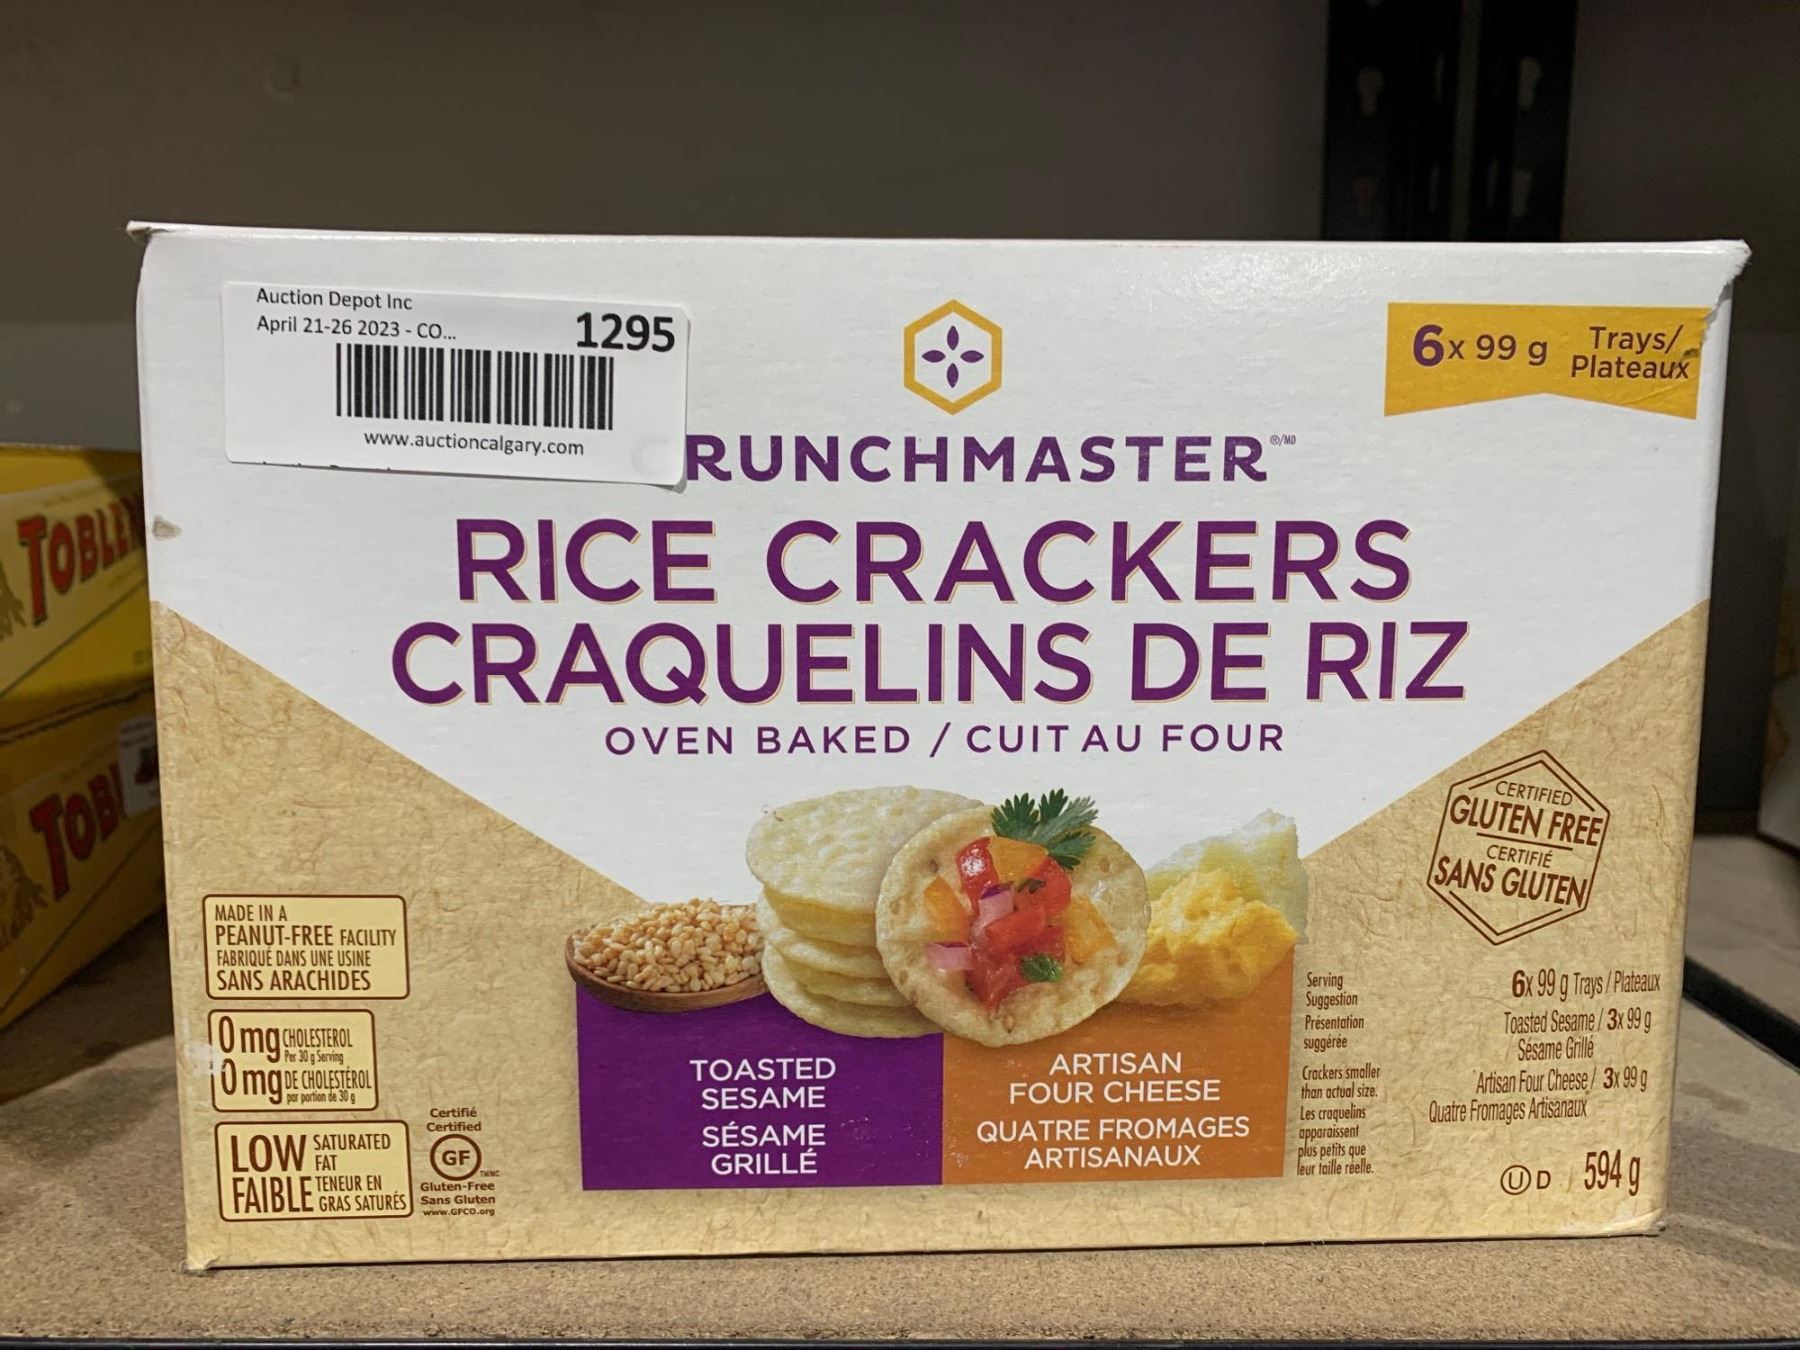 Auction Depot Inc
April 21-26 2023 - CO...
1295
www.auctioncalgary.com
6x 99 g Trays/
Plateaux
RUNCHMASTER ®/MD
RICE CRACKERS
CRAQUELINS DE RIZ
OVEN BAKED / CUIT AU FOUR
CERTIFIED
GLUTEN FREE
CERTIFIÉ
SANS GLUTEN
MADE IN A
PEANUT-FREE FACILITY
FABRIQUÉ DANS UNE USINE
SANS ARACHIDES
0 mg CHOLESTEROL
Per 30 g Serving
0 mg DE CHOLESTÉROL
par portion de 30 g
LOW SATURATED
FAT
FAIBLE TENEUR EN
GRAS SATURÉS
Certifié
Certified
GF
TM/MC
Gluten-Free
Sans Gluten
www.GFCO.org
TOASTED
SESAME
SÉSAME
GRILLÉ
ARTISAN
FOUR CHEESE
QUATRE FROMAGES
ARTISANAUX
Serving
Suggestion
Présentation
suggérée
Crackers smaller
than actual size.
Les craquelins
apparaissent
plus petits que
leur taille réelle.
6x 99 g Trays / Plateaux
Toasted Sesame / 3x 99 g
Sésame Grillé
Artisan Four Cheese / 3x 99 g
Quatre Fromages Artisanaux
U D
594 g
TOBLE
TOBL